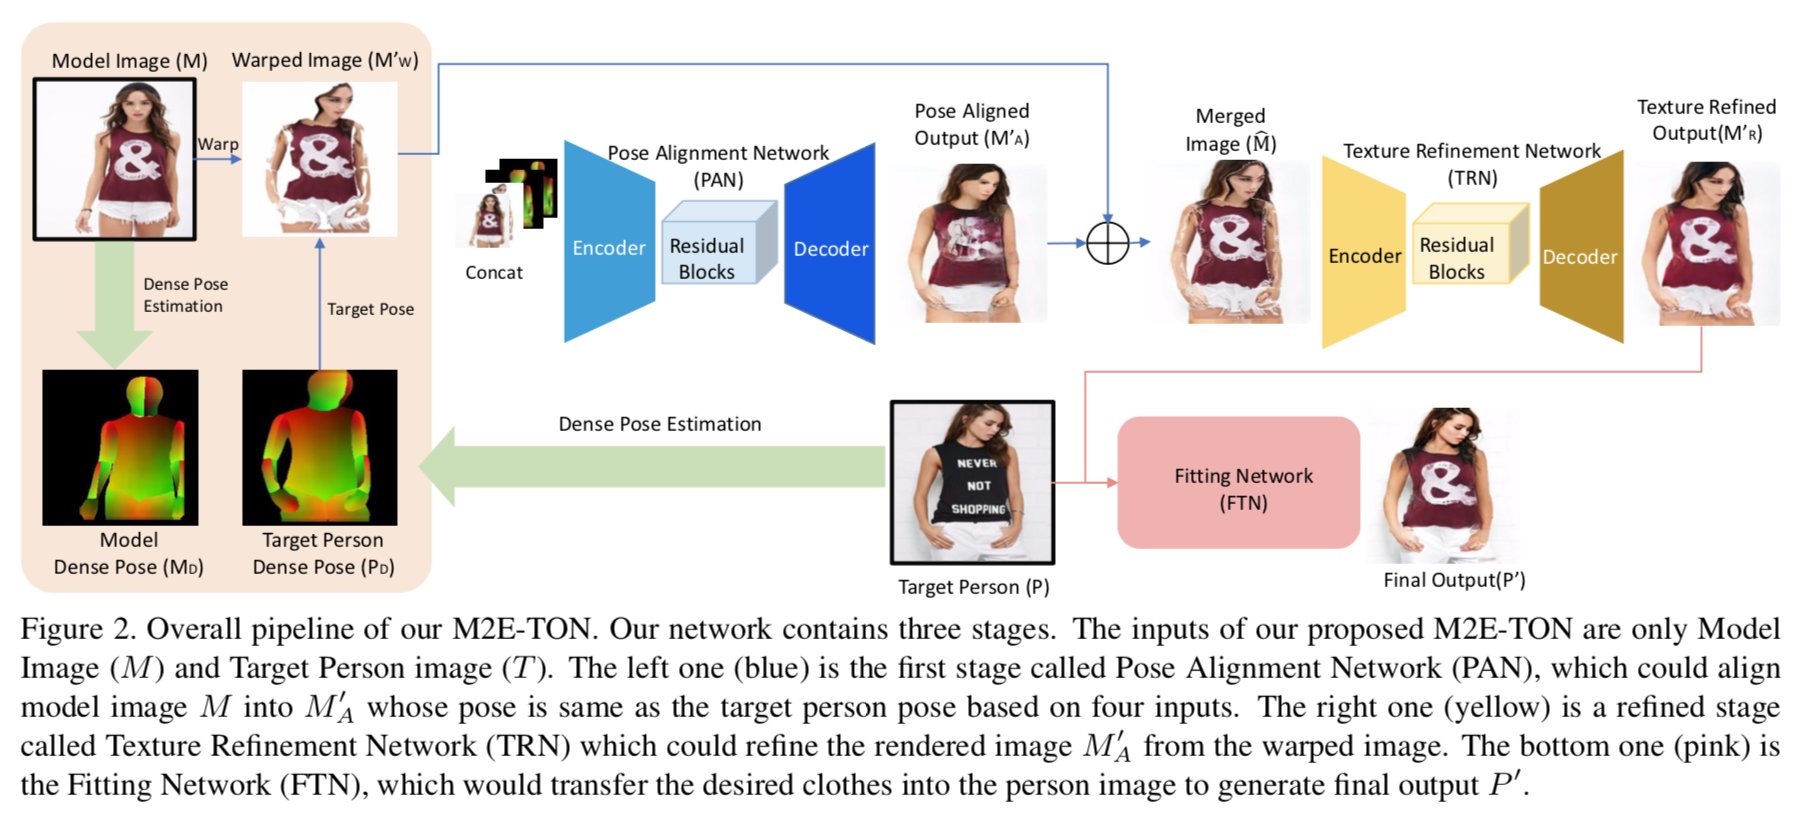 Model Image (M)
Warped Image (M'W)
Warp
Dense Pose
Estimation
Target Pose
Model
Dense Pose (MD)
Target Person
Dense Pose (PD)
Concat
Pose Alignment Network
(PAN)
Encoder
Residual
Blocks
Decoder
Pose Aligned
Output (M'A)
&
Merged
Image (M̂)
&
Texture Refinement Network
(TRN)
Encoder
Residual
Blocks
Decoder
Texture Refined
Output(M'R)
&
Dense Pose Estimation
NEVER
NOT
SHOPPING
Target Person (P)
Fitting Network
(FTN)
&
Final Output(P')
&
&
&
Figure 2. Overall pipeline of our M2E-TON. Our network contains three stages. The inputs of our proposed M2E-TON are only Model
Image (M) and Target Person image (T). The left one (blue) is the first stage called Pose Alignment Network (PAN), which could align
model image M into M′A whose pose is same as the target person pose based on four inputs. The right one (yellow) is a refined stage
called Texture Refinement Network (TRN) which could refine the rendered image M′A from the warped image. The bottom one (pink) is
the Fitting Network (FTN), which would transfer the desired clothes into the person image to generate final output P′.